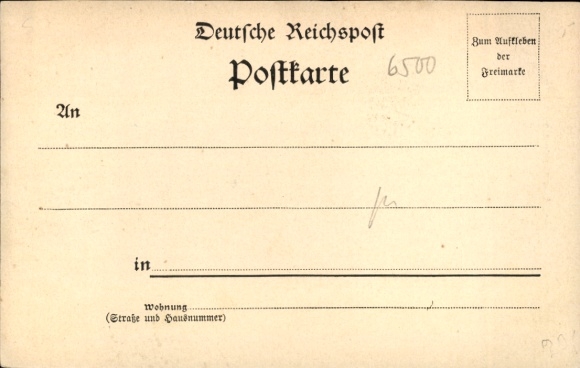 Deutsche Reichspost
Postkarte
6500
Zum Aufkleben
der
Freimarke
An
in
Wohnung
(Straße und Hausnummer)